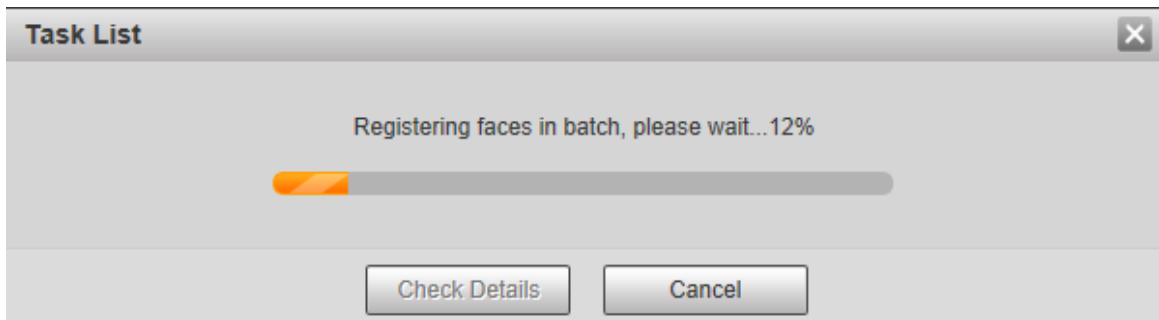 Task List
Registering faces in batch, please wait...12%
Check Details
Cancel